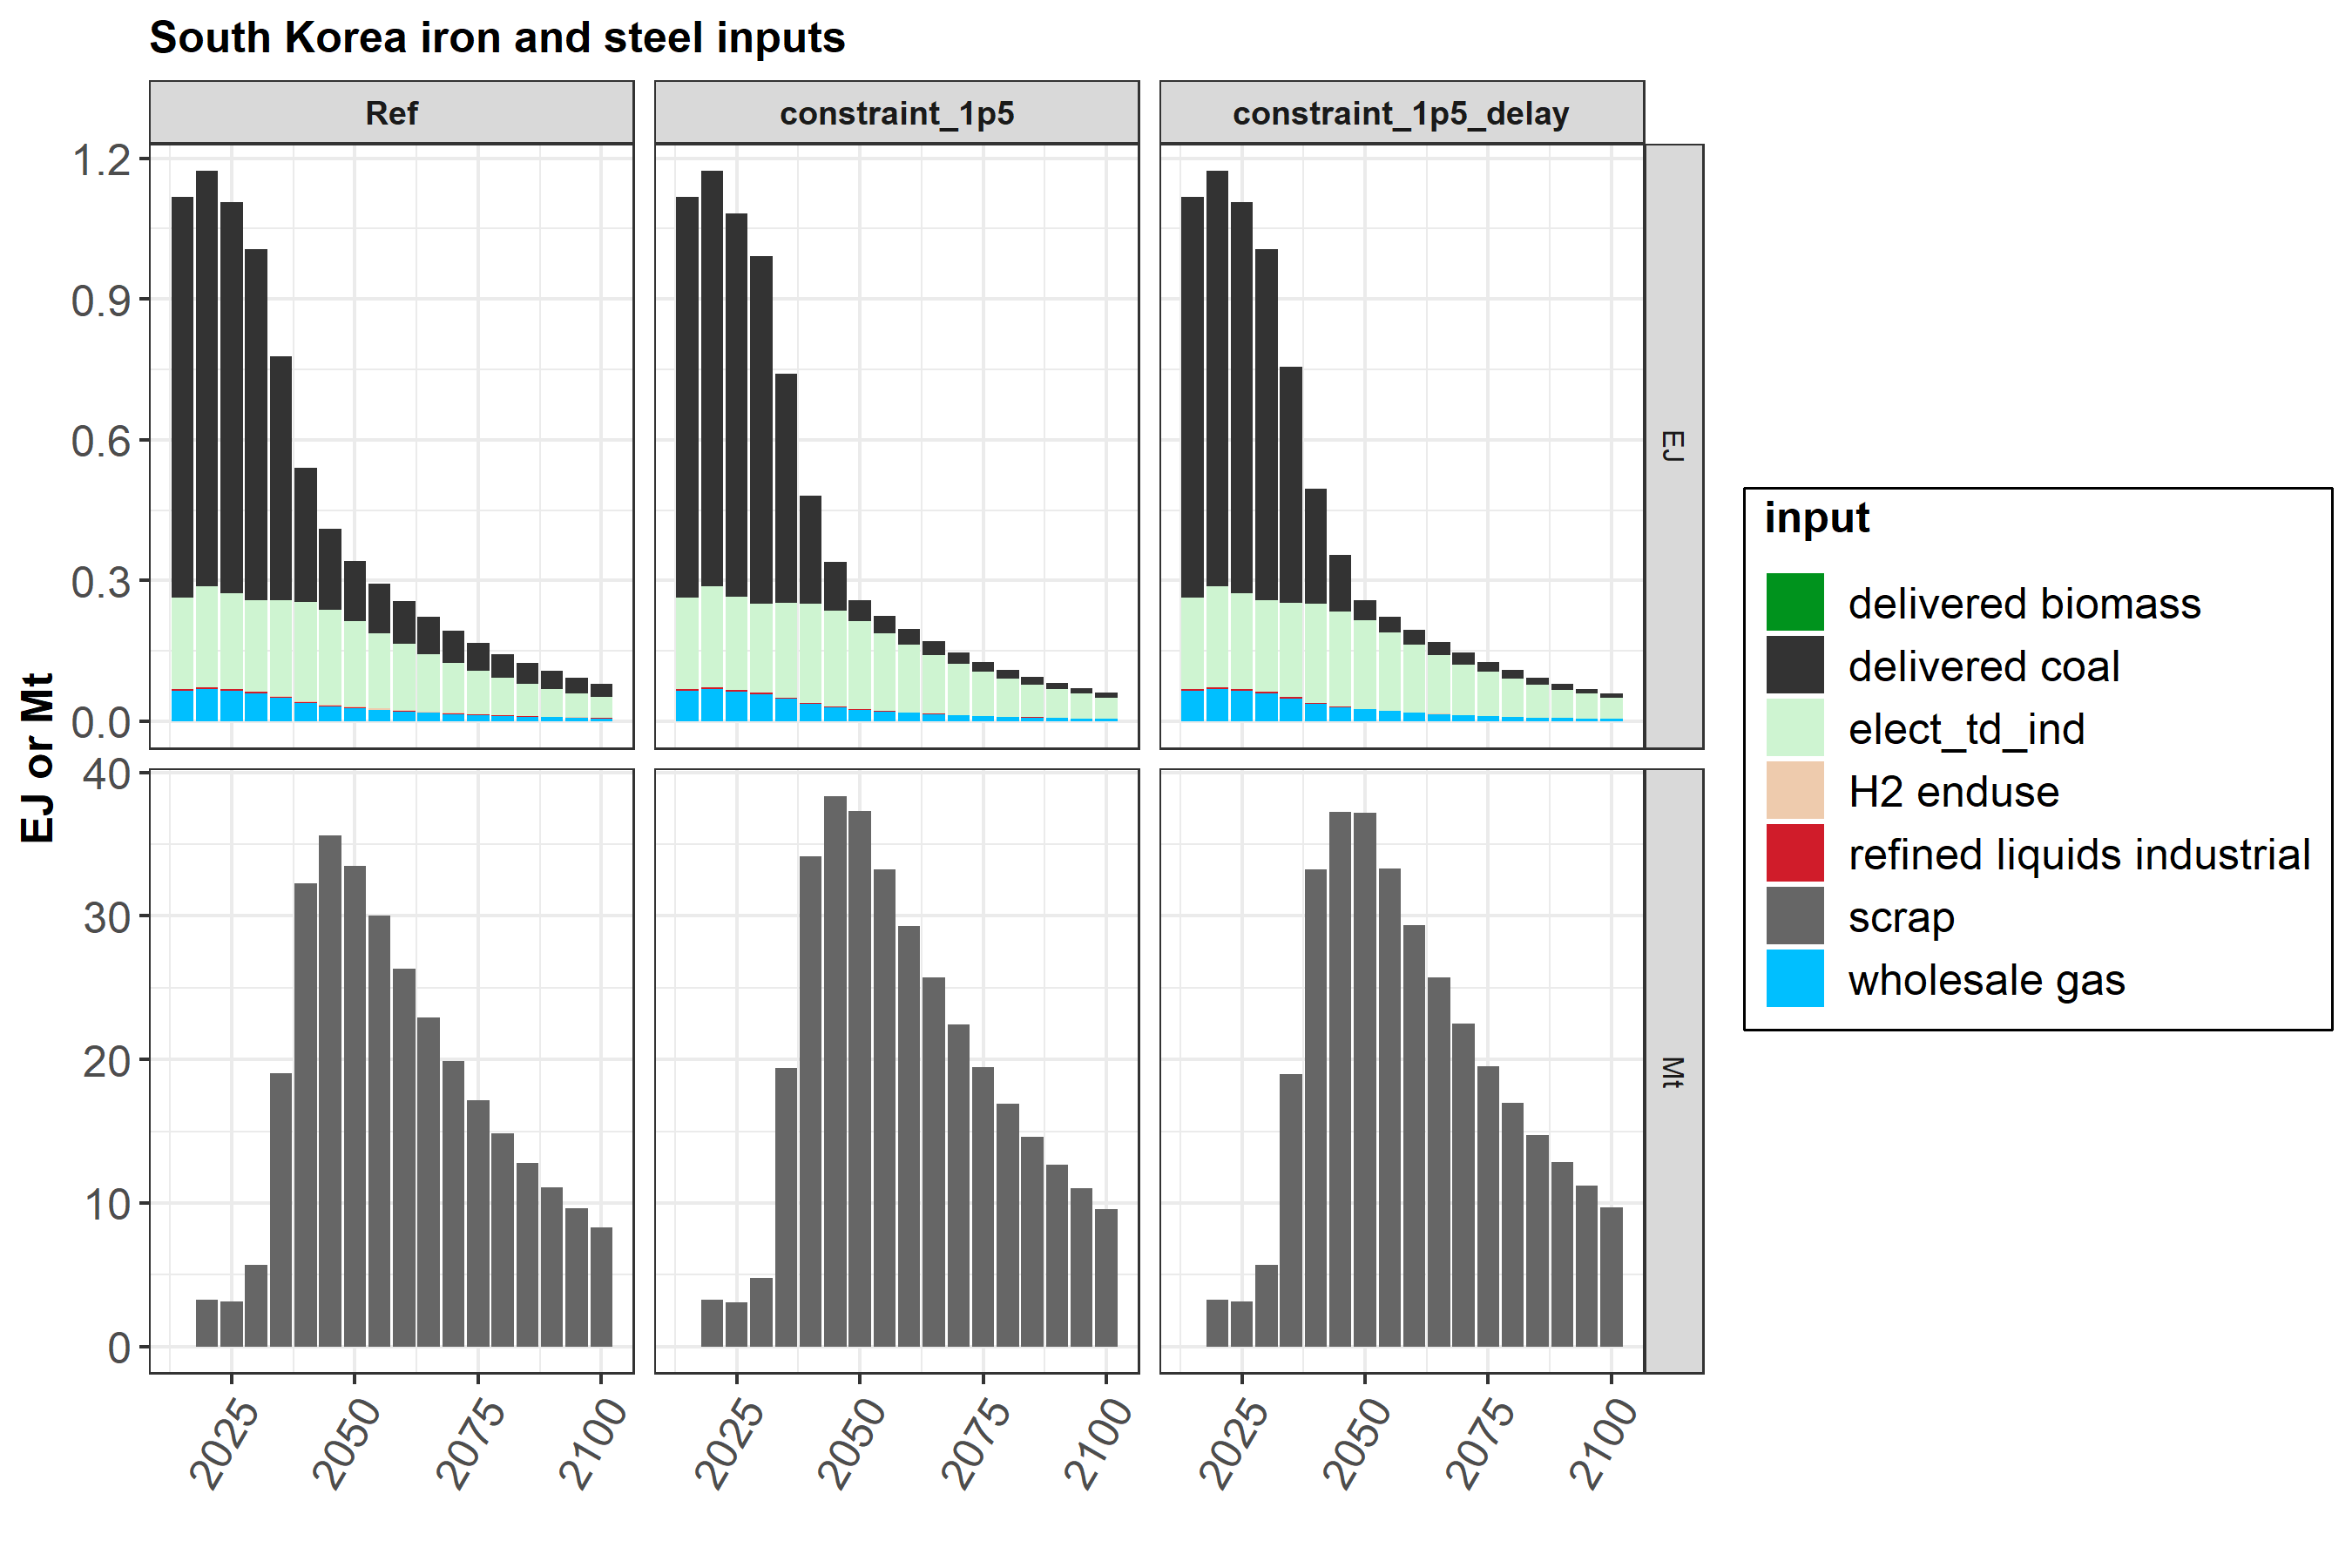 South Korea iron and steel inputs
Ref
constraint_1p5
constraint_1p5_delay
EJ or Mt
1.2
0.9
0.6
0.3
0.0
EJ
40
30
20
10
0
Mt
2025
2050
2075
2100
2025
2050
2075
2100
2025
2050
2075
2100
input
delivered biomass
delivered coal
elect_td_ind
H2 enduse
refined liquids industrial
scrap
wholesale gas